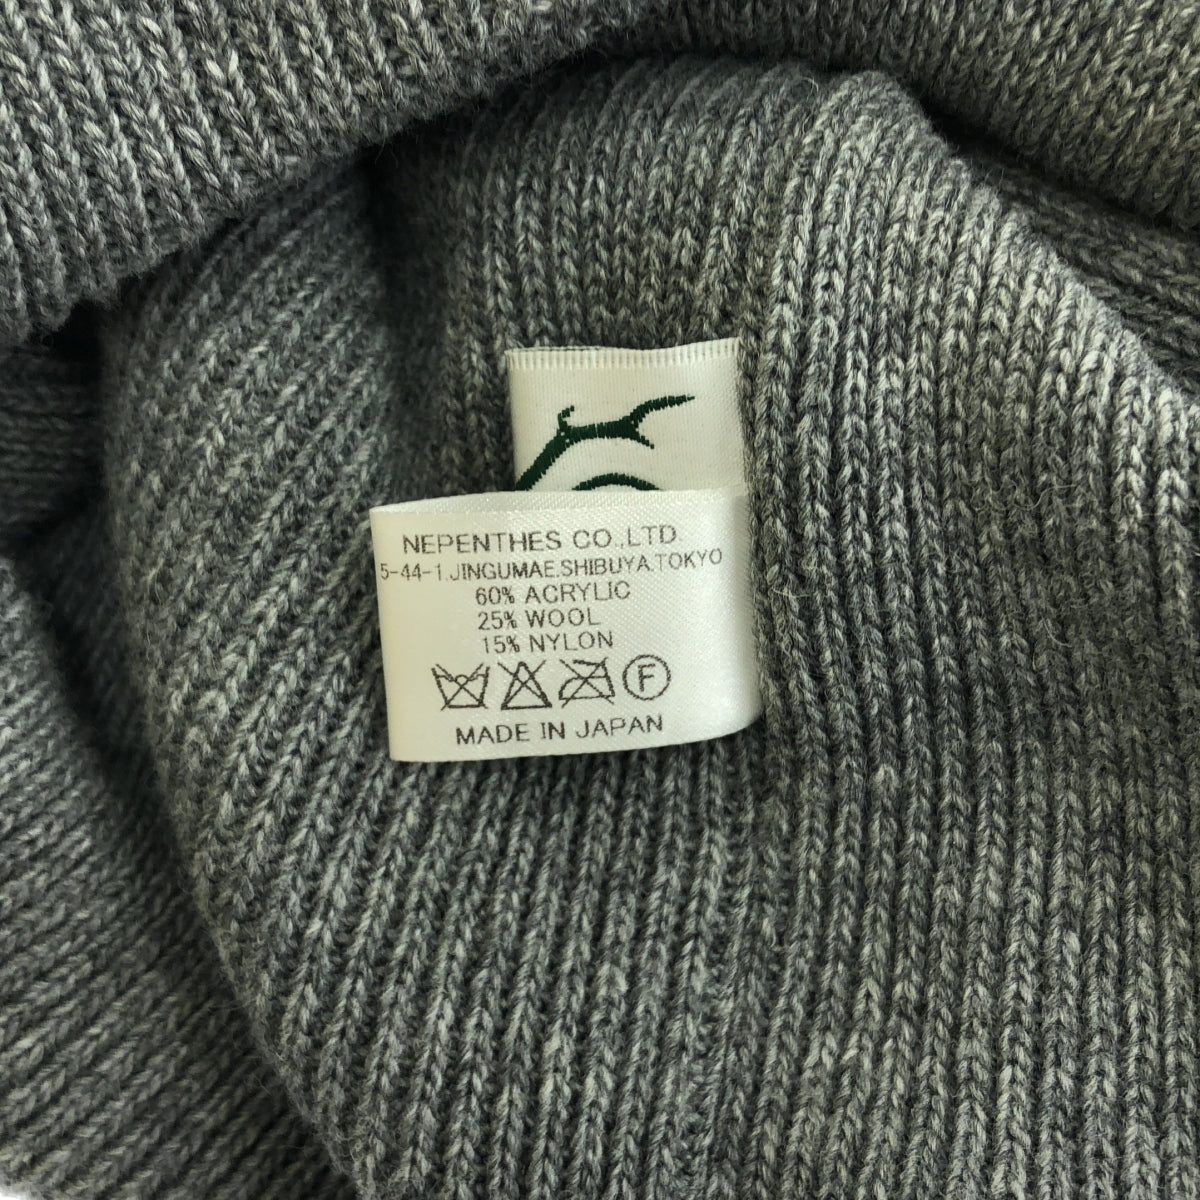 NEPENTHES CO.,LTD
5-44-1.JINGUMAE.SHIBUYA.TOKYO
60% ACRYLIC
25% WOOL
15% NYLON
F
MADE IN JAPAN